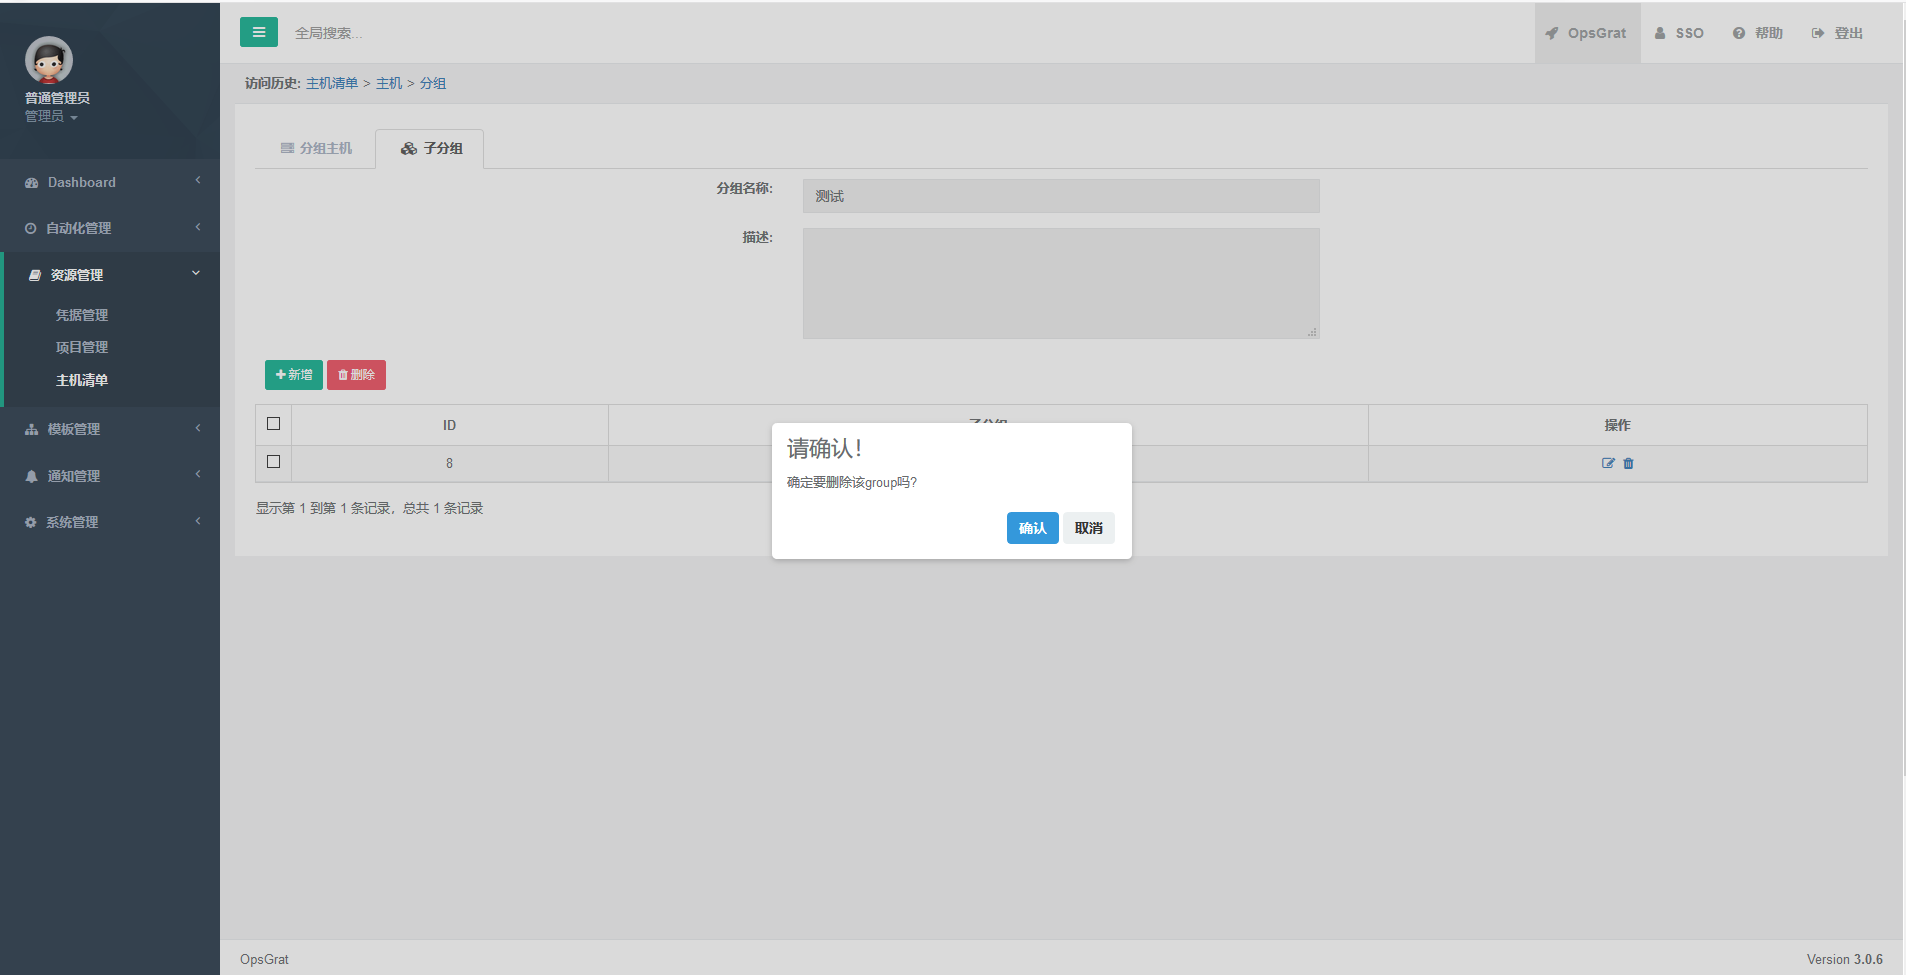 全局搜索...
OpsGrat
SSO
帮助
登出
普通管理员
管理员
Dashboard
自动化管理
资源管理
凭据管理
项目管理
主机清单
模板管理
通知管理
系统管理
访问历史: 主机清单 > 主机 > 分组
分组主机
子分组
分组名称:
测试
描述:
新增
删除
ID
子分组
操作
8
显示第 1 到第 1 条记录，总共 1 条记录
请确认！
确定要删除该group吗?
确认
取消
OpsGrat
Version 3.0.6